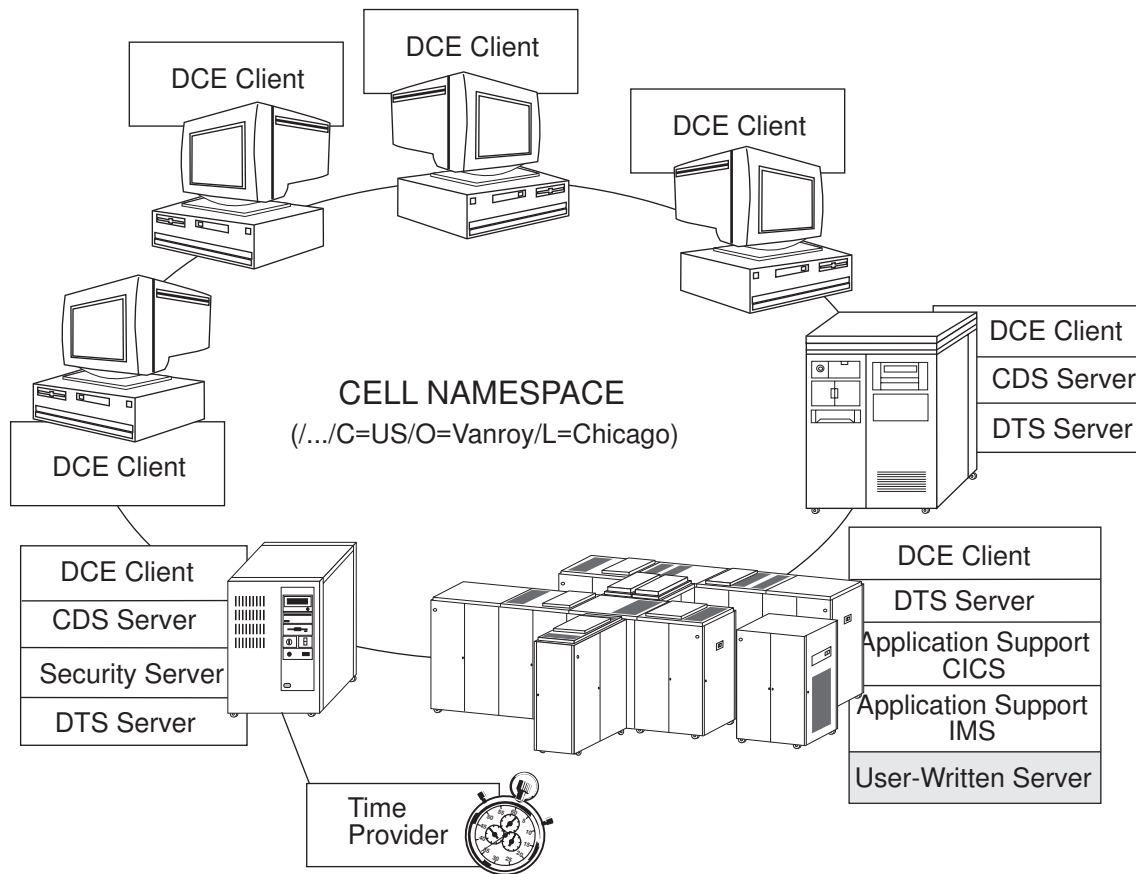 DCE Client
DCE Client
DCE Client
DCE Client
CDS Server
DTS Server
CELL NAMESPACE
(/.../C=US/O=Vanroy/L=Chicago)
DCE Client
DCE Client
CDS Server
Security Server
DTS Server
DCE Client
DTS Server
Application Support
CICS
Application Support
IMS
User-Written Server
Time
Provider